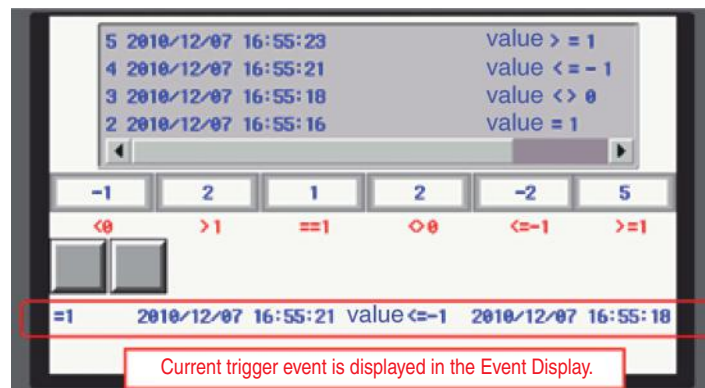 5 2010/12/07 16:55:23 value > = 1
4 2010/12/07 16:55:21 value < = - 1
3 2010/12/07 16:55:18 value <> 0
2 2010/12/07 16:55:16 value = 1
-1 2 1 2 -2 5
<0 >1 ==1 <>0 <=-1 >=1
=1 2010/12/07 16:55:21 value <=-1 2010/12/07 16:55:18
Current trigger event is displayed in the Event Display.